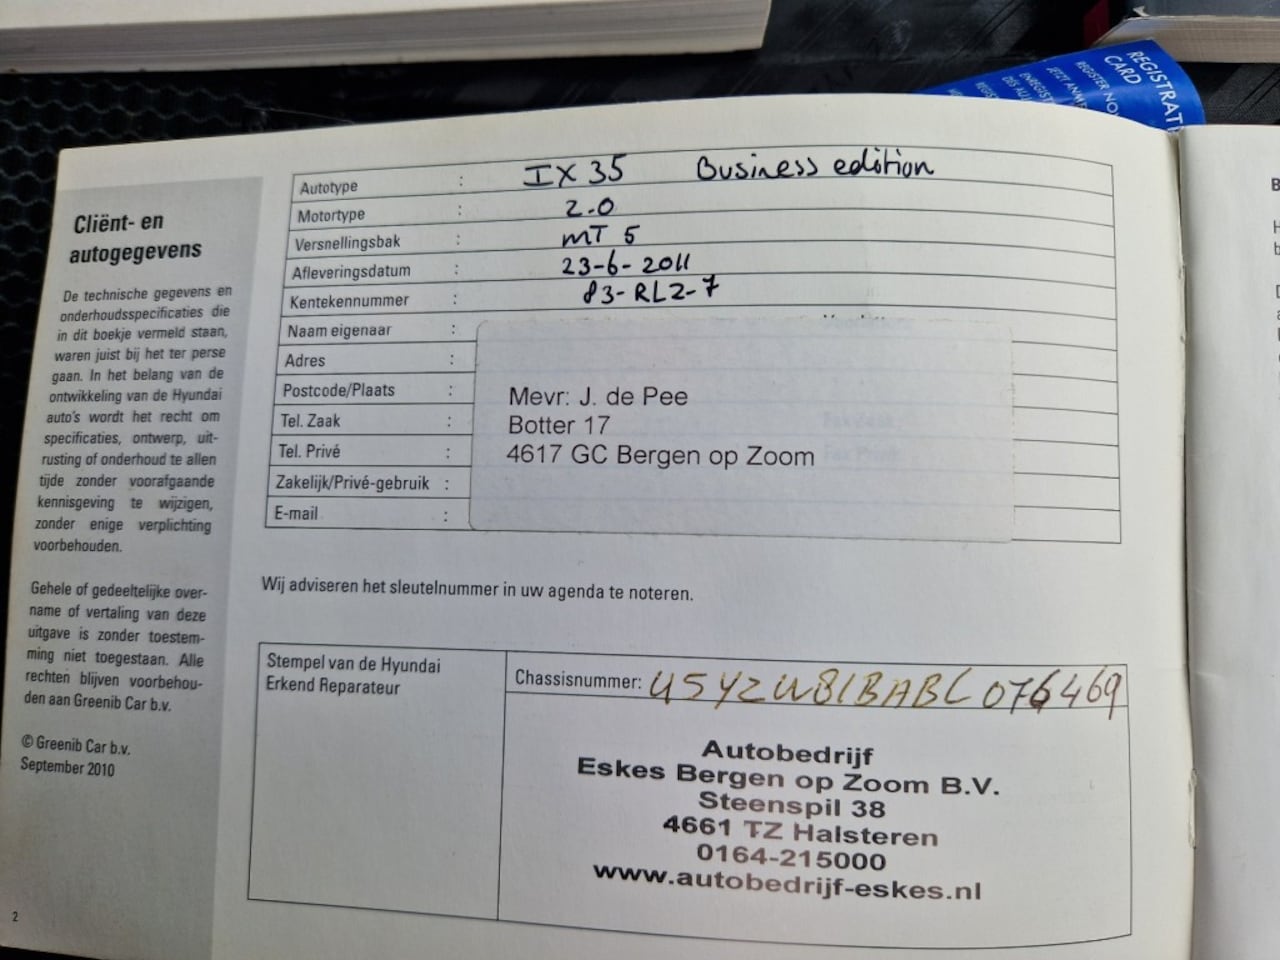 REGISTRATI
CARD
REGISTER NO
Cliënt- en
autogegevens
De technische gegevens en
onderhoudsspecificaties die
in dit boekje vermeld staan,
waren juist bij het ter perse
gaan. In het belang van de
ontwikkeling van de Hyundai
auto's wordt het recht om
specificaties, ontwerp, uit-
rusting of onderhoud te allen
tijde zonder voorafgaande
kennisgeving te wijzigen,
zonder enige verplichting
voorbehouden.
Gehele of gedeeltelijke over-
name of vertaling van deze
uitgave is zonder toestem-
ming niet toegestaan. Alle
rechten blijven voorbehou-
den aan Greenib Car b.v.
© Greenib Car b.v.
September 2010
2
Autotype : IX 35 Business edition
Motortype : 2.0
Versnellingsbak : MT 5
Afleveringsdatum : 23-6-2011
Kentekennummer : 83-RLZ-7
Naam eigenaar :
Adres :
Postcode/Plaats :
Tel. Zaak :
Tel. Privé :
Zakelijk/Privé-gebruik :
E-mail :
Mevr: J. de Pee
Botter 17
4617 GC Bergen op Zoom
Wij adviseren het sleutelnummer in uw agenda te noteren.
Stempel van de Hyundai
Erkend Reparateur
Chassisnummer: U5YZU81BABL076469
Autobedrijf
Eskes Bergen op Zoom B.V.
Steenspil 38
4661 TZ Halsteren
0164-215000
www.autobedrijf-eskes.nl